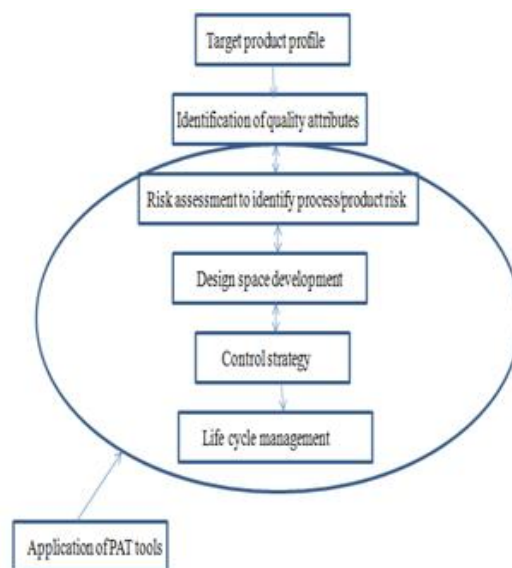 Target product profile
Identification of quality attributes
Risk assessment to identify process/product risk
Design space development
Control strategy
Life cycle management
Application of PAT tools